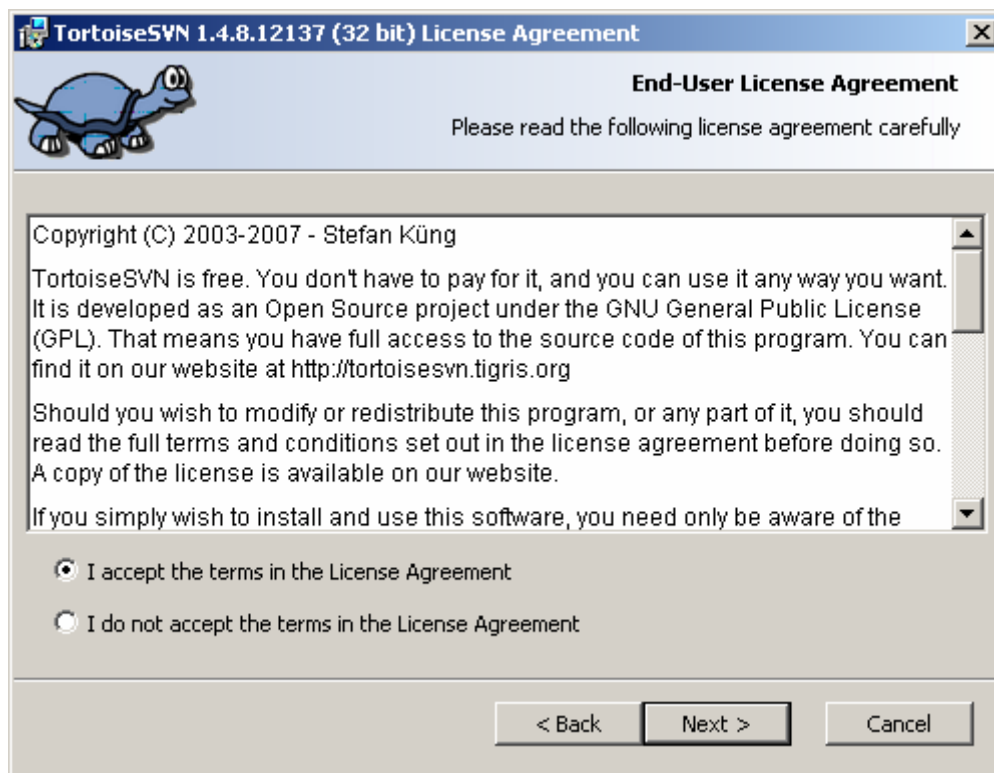 TortoiseSVN 1.4.8.12137 (32 bit) License Agreement
End-User License Agreement
Please read the following license agreement carefully
Copyright (C) 2003-2007 - Stefan Küng
TortoiseSVN is free. You don't have to pay for it, and you can use it any way you want.
It is developed as an Open Source project under the GNU General Public License
(GPL). That means you have full access to the source code of this program. You can
find it on our website at http://tortoisesvn.tigris.org
Should you wish to modify or redistribute this program, or any part of it, you should
read the full terms and conditions set out in the license agreement before doing so.
A copy of the license is available on our website.
If you simply wish to install and use this software, you need only be aware of the
I accept the terms in the License Agreement
I do not accept the terms in the License Agreement
< Back Next > Cancel